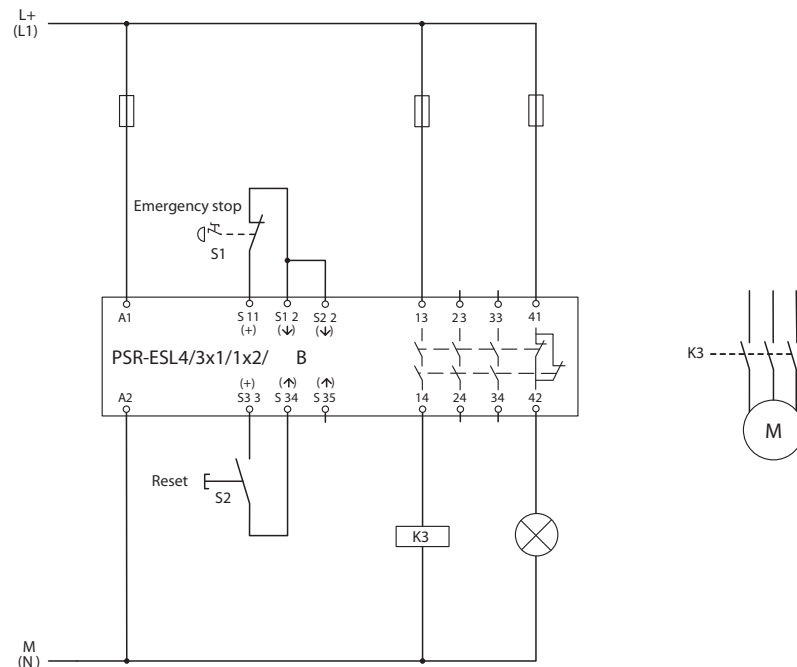 L+
(L1)
Emergency stop
S1
A1
S 11
(+)
S1 2
(↓)
S2 2
(↓)
13
23
33
41
PSR-ESL4/3x1/1x2/ B
K3
M
A2
(+)
S3 3
(↑)
S 34
(↑)
S 35
14
24
34
42
Reset
S2
K3
M
(N)